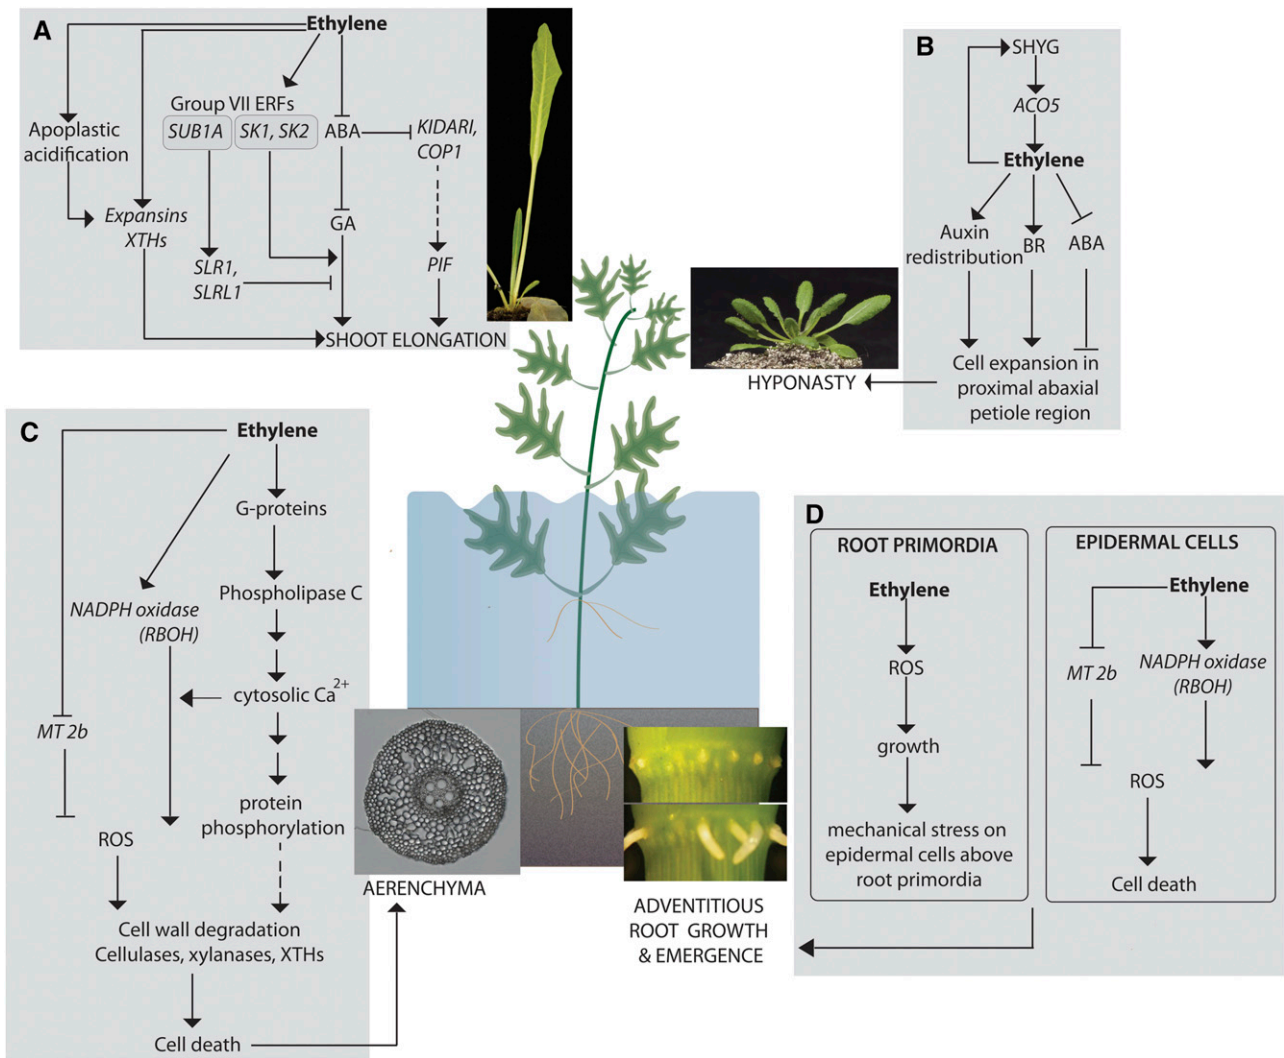 A
Ethylene
Group VII ERFs
SUB1A
SK1, SK2
ABA
KIDARI,
COP1
Apoplastic
acidification
Expansins
XTHs
GA
SLR1,
SLRL1
PIF
SHOOT ELONGATION
B
SHYG
ACO5
Ethylene
Auxin
redistribution
BR
ABA
Cell expansion in
proximal abaxial
petiole region
HYPONASTY
C
Ethylene
G-proteins
Phospholipase C
NADPH oxidase
(RBOH)
cytosolic Ca2+
MT 2b
protein
phosphorylation
ROS
Cell wall degradation
Cellulases, xylanases, XTHs
Cell death
AERENCHYMA
ADVENTITIOUS
ROOT GROWTH
& EMERGENCE
D
ROOT PRIMORDIA
Ethylene
ROS
growth
mechanical stress on
epidermal cells above
root primordia
EPIDERMAL CELLS
Ethylene
MT 2b
NADPH oxidase
(RBOH)
ROS
Cell death